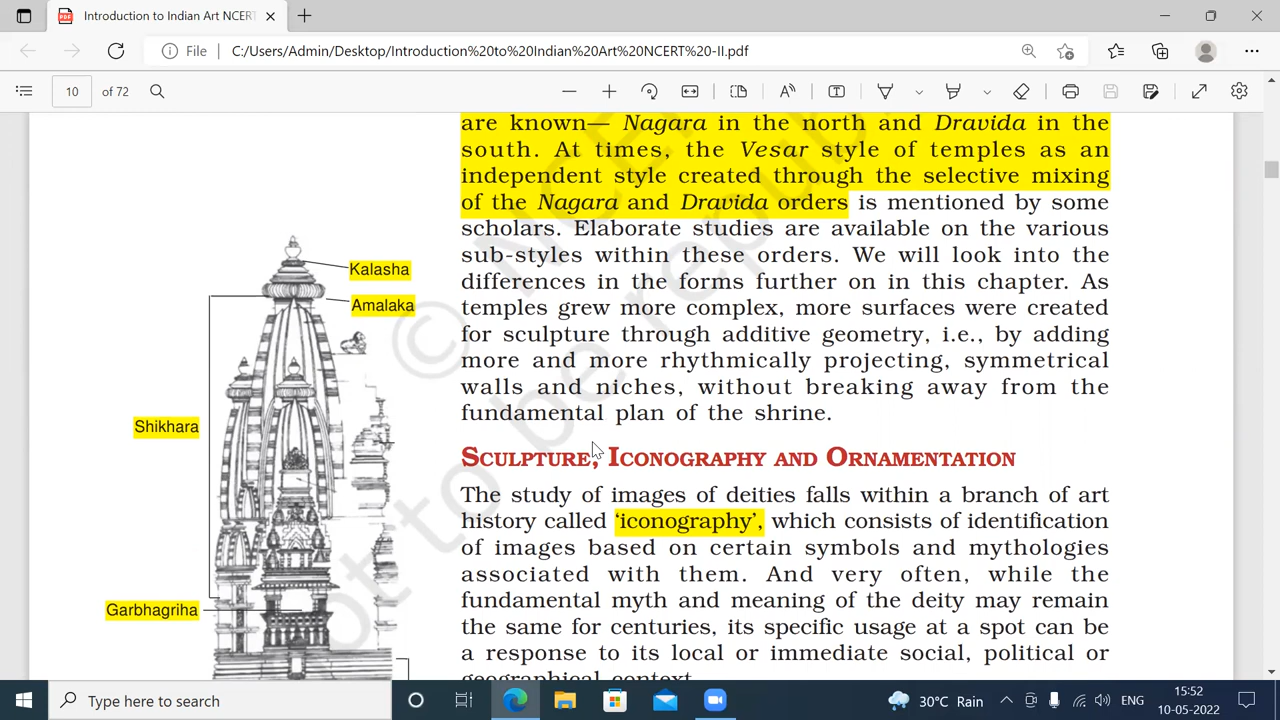 Introduction to Indian Art NCERT
File
C:/Users/Admin/Desktop/Introduction%20to%20Indian%20Art%20NCERT%20-II.pdf
10 of 72
are known— Nagara in the north and Dravida in the
south. At times, the Vesar style of temples as an
independent style created through the selective mixing
of the Nagara and Dravida orders is mentioned by some
scholars. Elaborate studies are available on the various
sub-styles within these orders. We will look into the
differences in the forms further on in this chapter. As
temples grew more complex, more surfaces were created
for sculpture through additive geometry, i.e., by adding
more and more rhythmically projecting, symmetrical
walls and niches, without breaking away from the
fundamental plan of the shrine.
Kalasha
Amalaka
Shikhara
Garbhagriha
SCULPTURE, ICONOGRAPHY AND ORNAMENTATION
The study of images of deities falls within a branch of art
history called ‘iconography’, which consists of identification
of images based on certain symbols and mythologies
associated with them. And very often, while the
fundamental myth and meaning of the deity may remain
the same for centuries, its specific usage at a spot can be
a response to its local or immediate social, political or
geographical context.
©
not to be repub
Type here to search
30°C Rain
ENG
15:52
10-05-2022